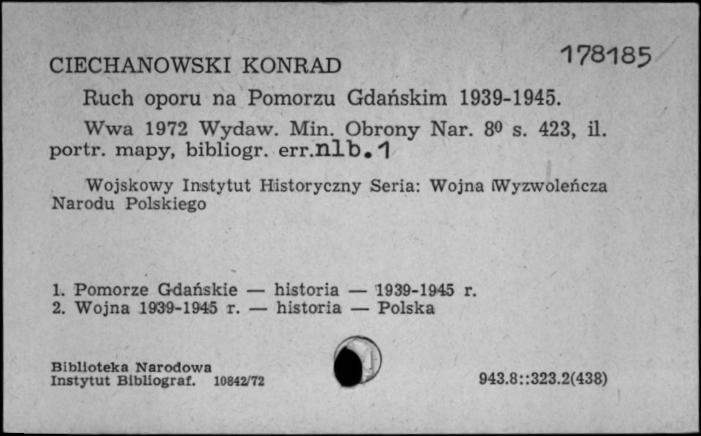 178185
CIECHANOWSKI KONRAD
Ruch oporu na Pomorzu Gdańskim 1939-1945.
Wwa 1972 Wydaw. Min. Obrony Nar. 8º s. 423, il.
portr. mapy, bibliogr. err.nlb.1
Wojskowy Instytut Historyczny Seria: Wojna Wyzwoleńcza
Narodu Polskiego
1. Pomorze Gdańskie — historia — 1939-1945 r.
2. Wojna 1939-1945 r. — historia — Polska
Biblioteka Narodowa
Instytut Bibliograf. 10842/72
943.8::323.2(438)